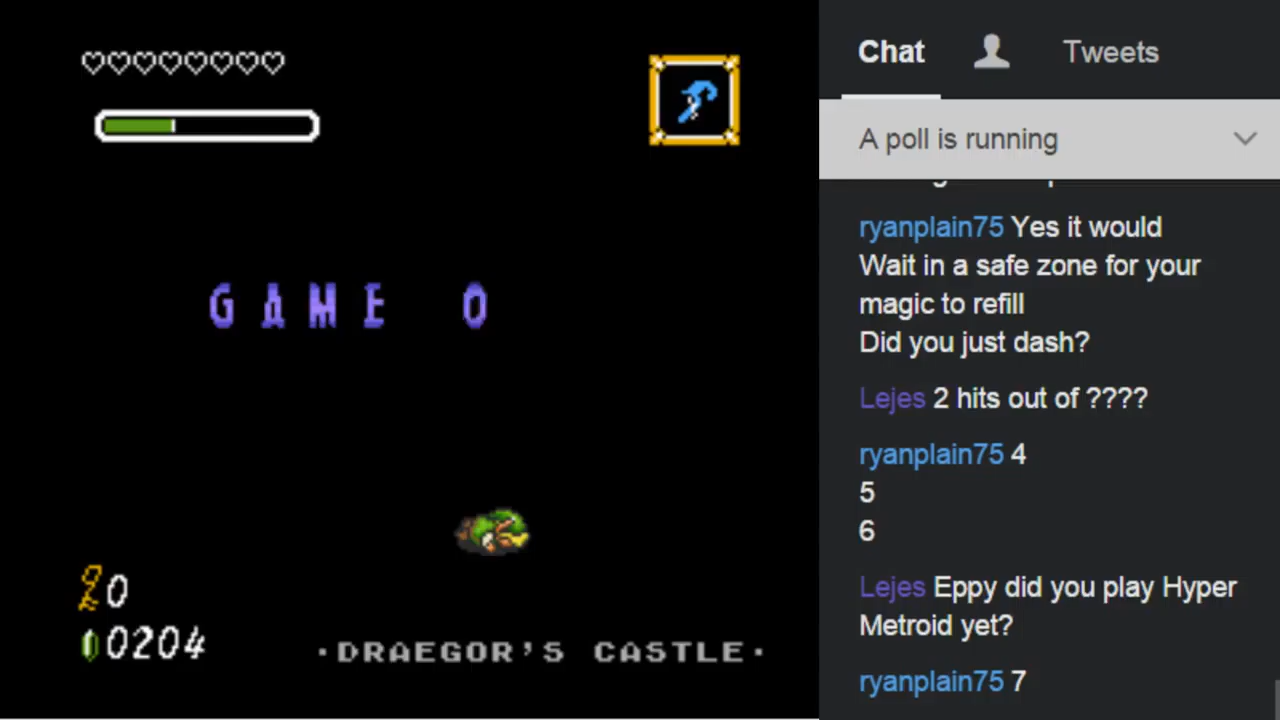 GAME O
0
0204
·DRAEGOR'S CASTLE·
Chat
Tweets
A poll is running
ryanplain75 Yes it would
Wait in a safe zone for your
magic to refill
Did you just dash?
Lejes 2 hits out of ????
ryanplain75 4
5
6
Lejes Eppy did you play Hyper
Metroid yet?
ryanplain75 7